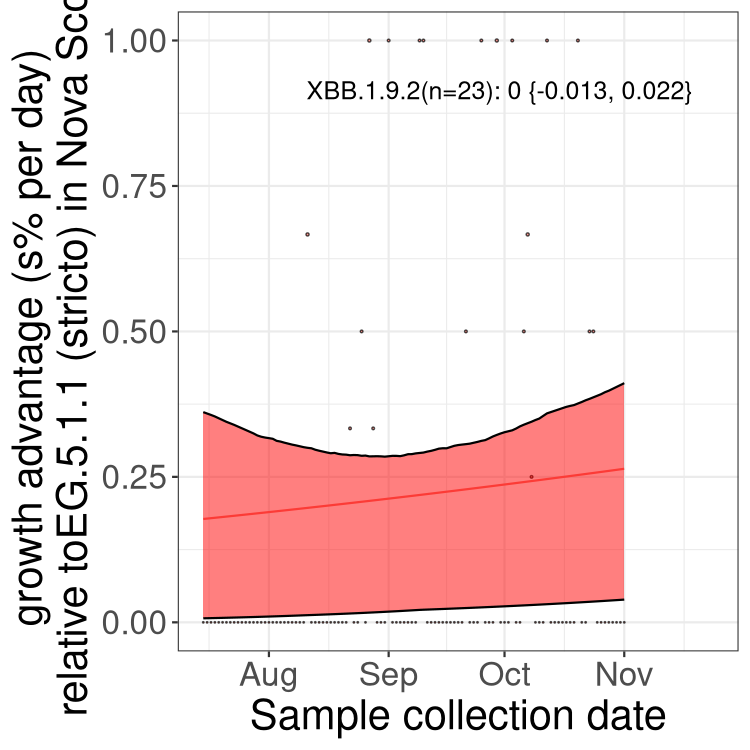 growth advantage (s% per day)
relative toEG.5.1.1 (stricto) in Nova Sco
1.00
0.75
0.50
0.25
0.00
XBB.1.9.2(n=23): 0 {-0.013, 0.022}
Aug Sep Oct Nov
Sample collection date